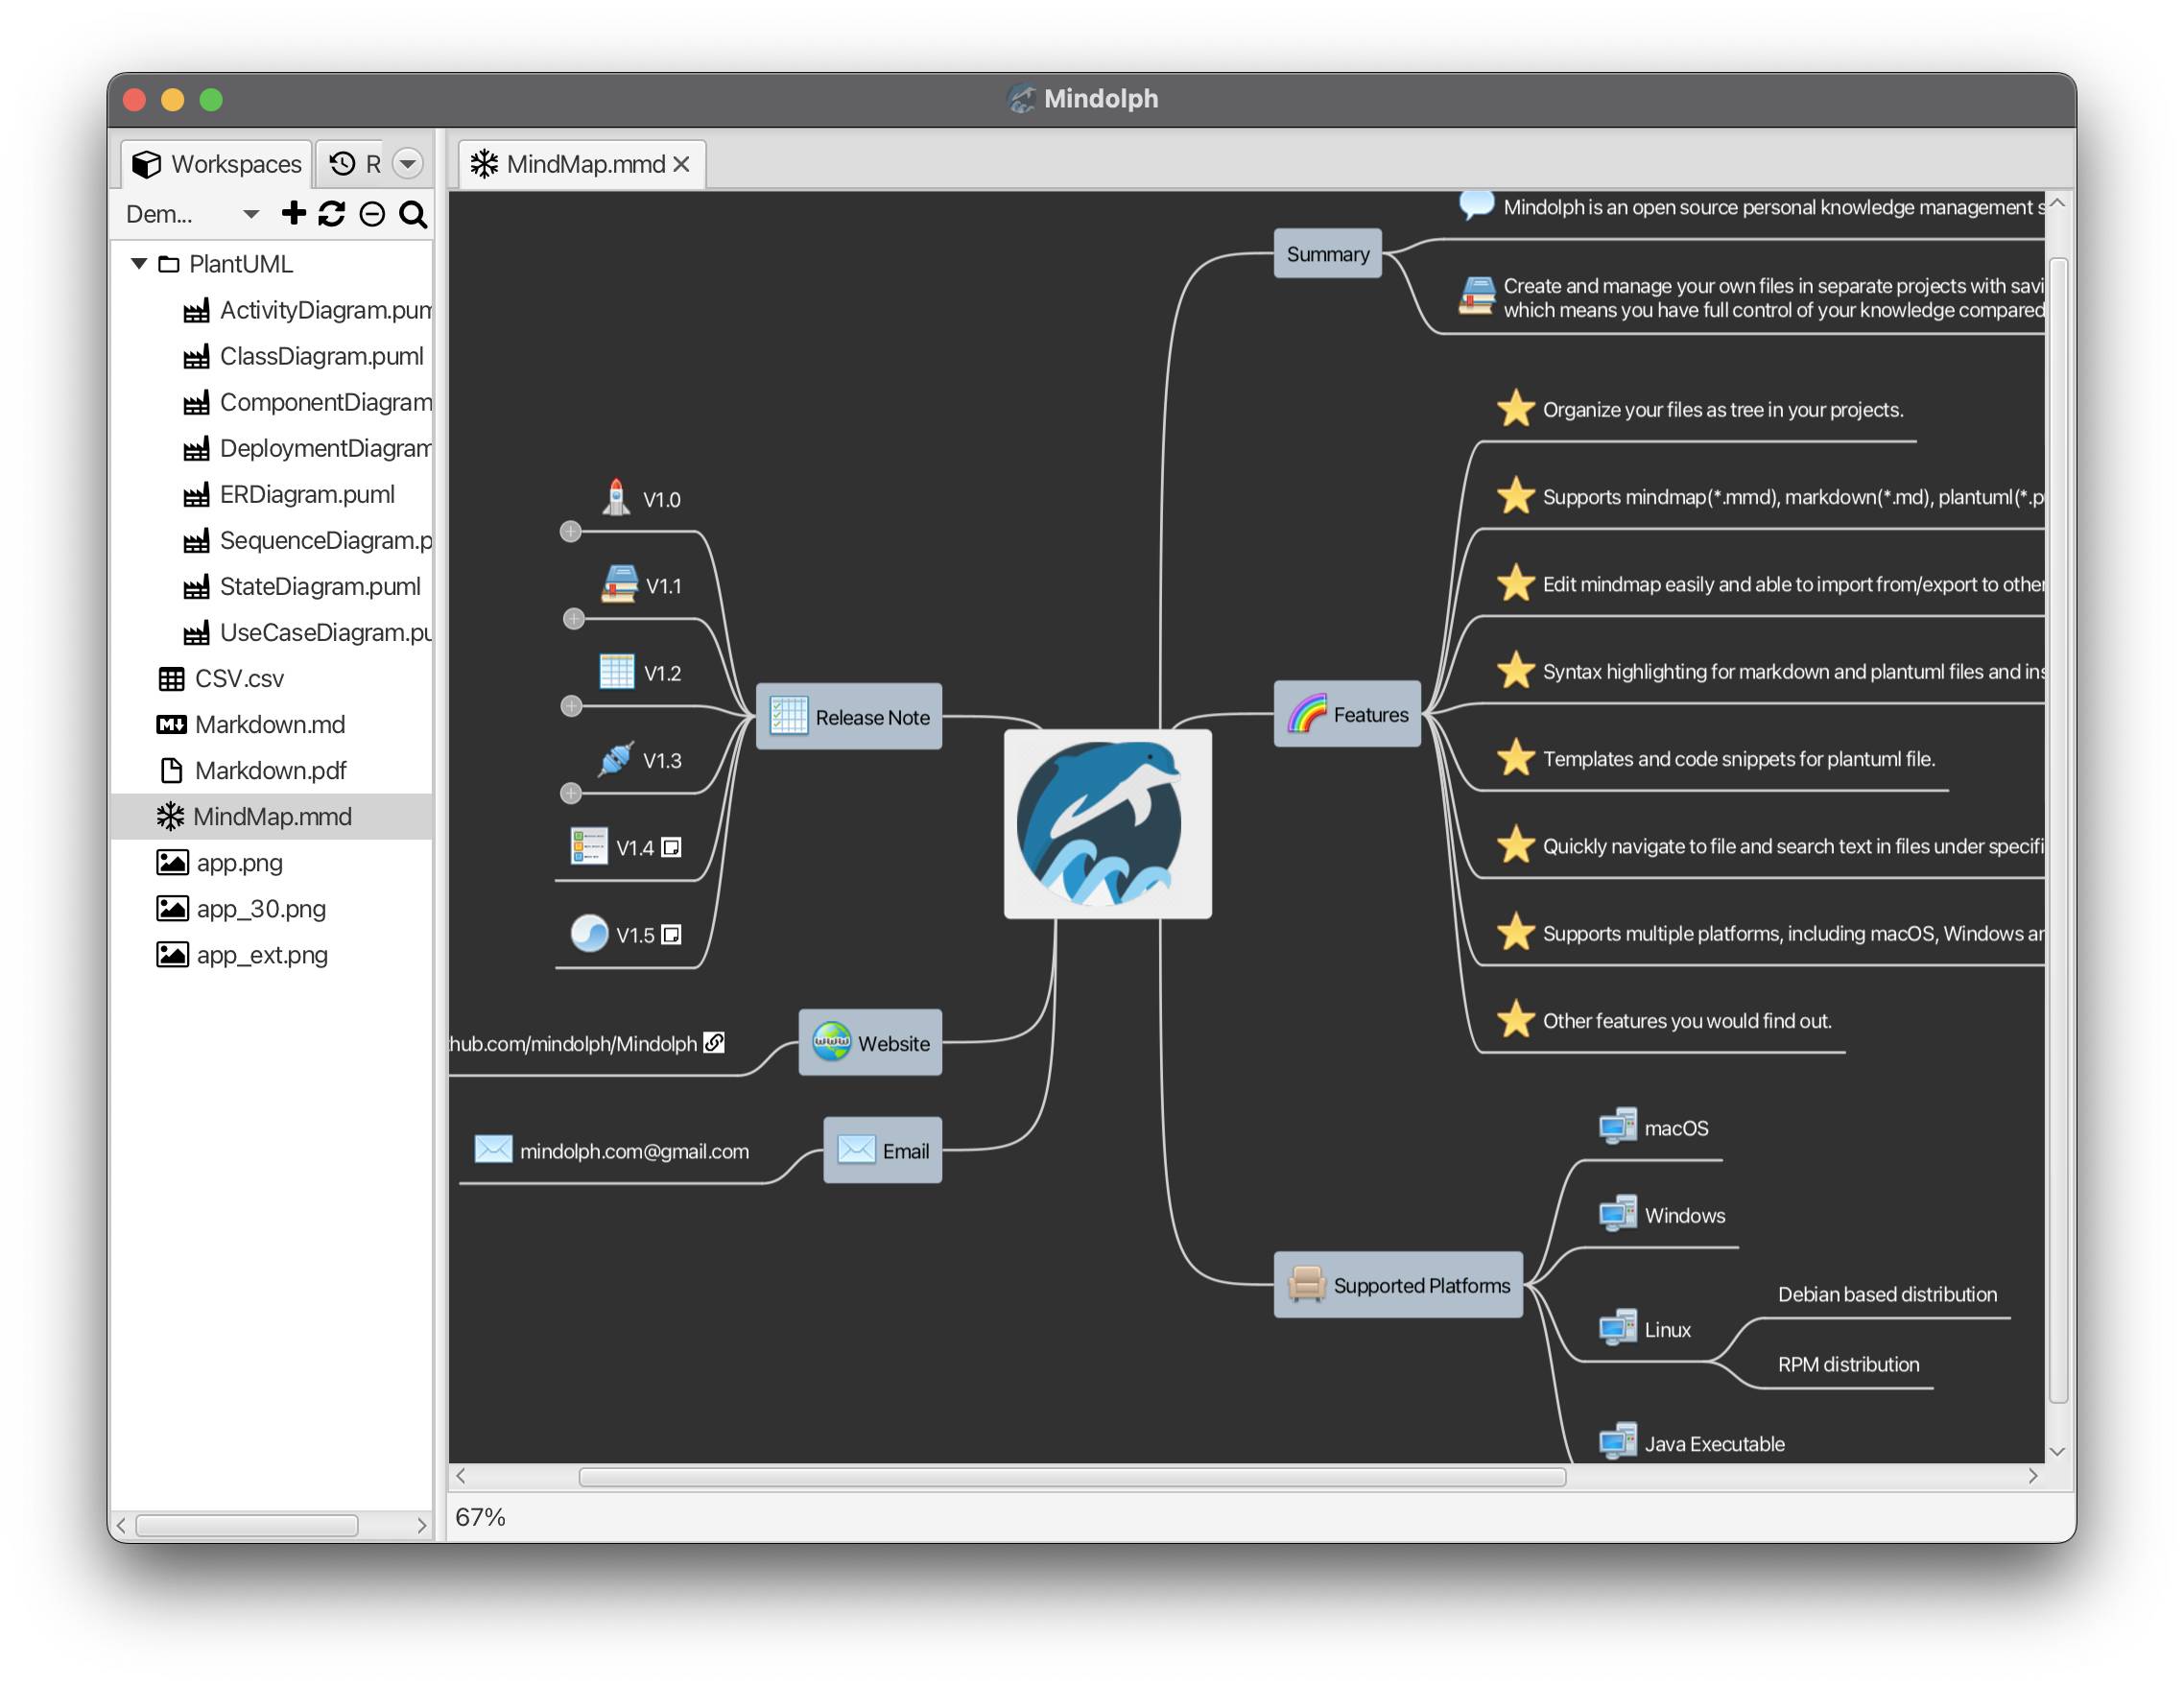 Mindolph
Workspaces
R
Dem...
PlantUML
ActivityDiagram.pum
ClassDiagram.puml
ComponentDiagram
DeploymentDiagram
ERDiagram.puml
SequenceDiagram.p
StateDiagram.puml
UseCaseDiagram.pu
CSV.csv
Markdown.md
Markdown.pdf
MindMap.mmd
app.png
app_30.png
app_ext.png
MindMap.mmd
Summary
Mindolph is an open source personal knowledge management s
Create and manage your own files in separate projects with savi
which means you have full control of your knowledge compared
V1.0
V1.1
V1.2
V1.3
V1.4
V1.5
Release Note
Website
hub.com/mindolph/Mindolph
Email
mindolph.com@gmail.com
Features
Organize your files as tree in your projects.
Supports mindmap(*.mmd), markdown(*.md), plantuml(*.p
Edit mindmap easily and able to import from/export to other
Syntax highlighting for markdown and plantuml files and ins
Templates and code snippets for plantuml file.
Quickly navigate to file and search text in files under specifi
Supports multiple platforms, including macOS, Windows ar
Other features you would find out.
Supported Platforms
macOS
Windows
Linux
Debian based distribution
RPM distribution
Java Executable
67%